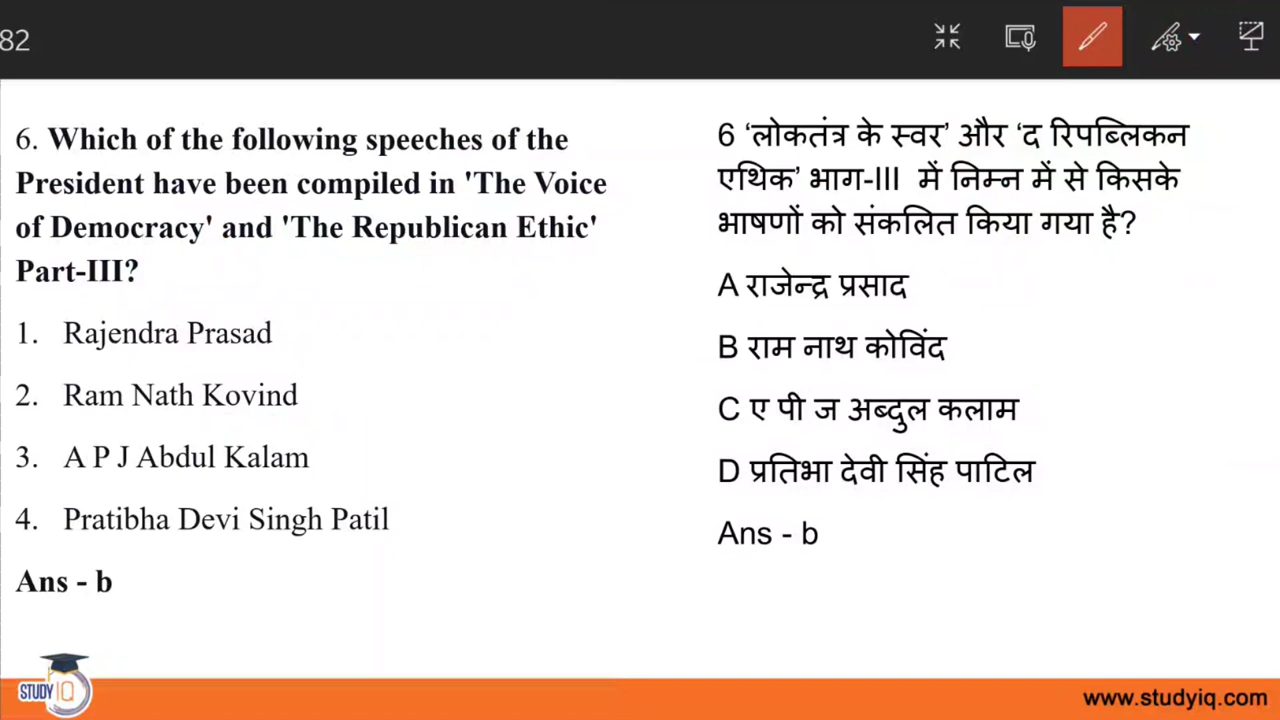 82
6. Which of the following speeches of the
President have been compiled in 'The Voice
of Democracy' and 'The Republican Ethic'
Part-III?
1. Rajendra Prasad
2. Ram Nath Kovind
3. A P J Abdul Kalam
4. Pratibha Devi Singh Patil
Ans - b
6 ‘लोकतंत्र के स्वर’ और ‘द रिपब्लिकन
एथिक’ भाग-III में निम्न में से किसके
भाषणों को संकलित किया गया है?
A राजेन्द्र प्रसाद
B राम नाथ कोविंद
C ए पी ज अब्दुल कलाम
D प्रतिभा देवी सिंह पाटिल
Ans - b
STUDY IQ
www.studyiq.com